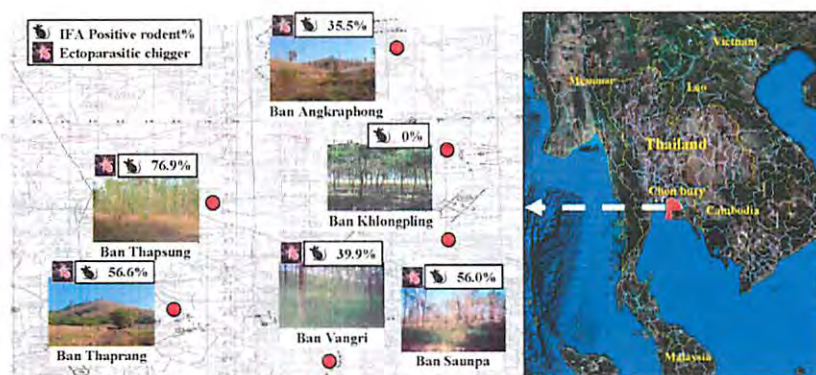 IFA Positive rodent%
Ectoparasitic chigger
35.5%
Ban Angkraphong
0%
Ban Khlongpling
76.9%
Ban Thapsung
39.9%
Ban Vangri
56.0%
Ban Saunpa
56.6%
Ban Thaprang
Vietnam
Myanmar
Lao
Thailand
Chon bury
Cambodia
Malaysia